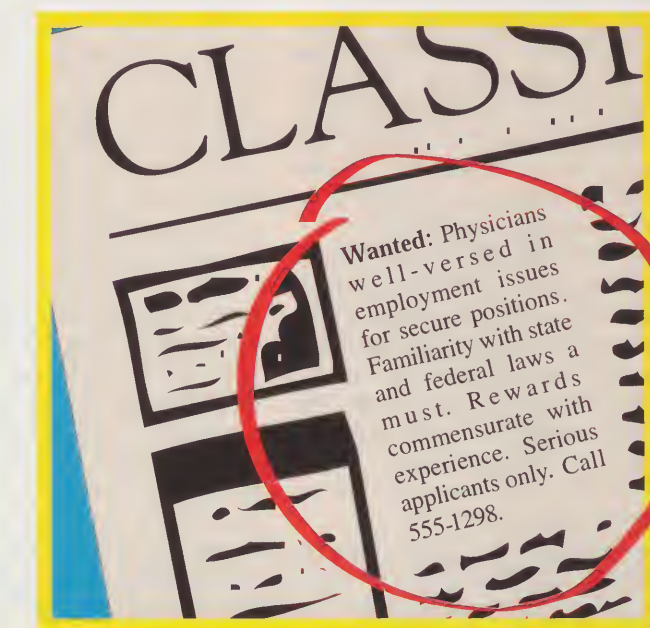 CLASSI
Wanted: Physicians
well-versed in
employment issues
for secure positions.
Familiarity with state
and federal laws a
must. Rewards
commensurate with
experience. Serious
applicants only. Call
555-1298.